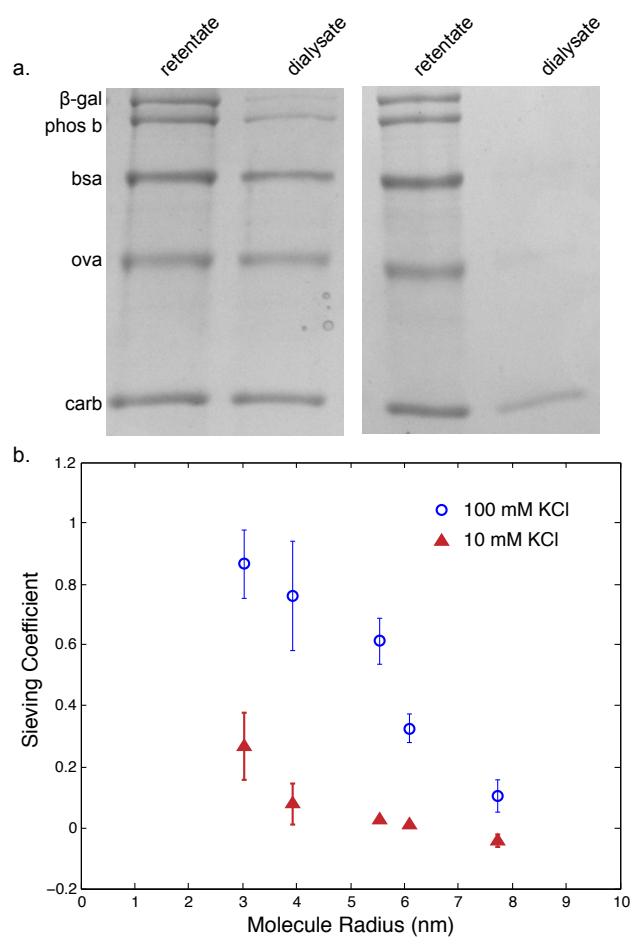 a.
retentate
dialysate
retentate
dialysate
β-gal
phos b
bsa
ova
carb
b.
1.2
1
0.8
0.6
0.4
0.2
0
−0.2
Sieving Coefficient
100 mM KCl
10 mM KCl
0 1 2 3 4 5 6 7 8 9 10
Molecule Radius (nm)